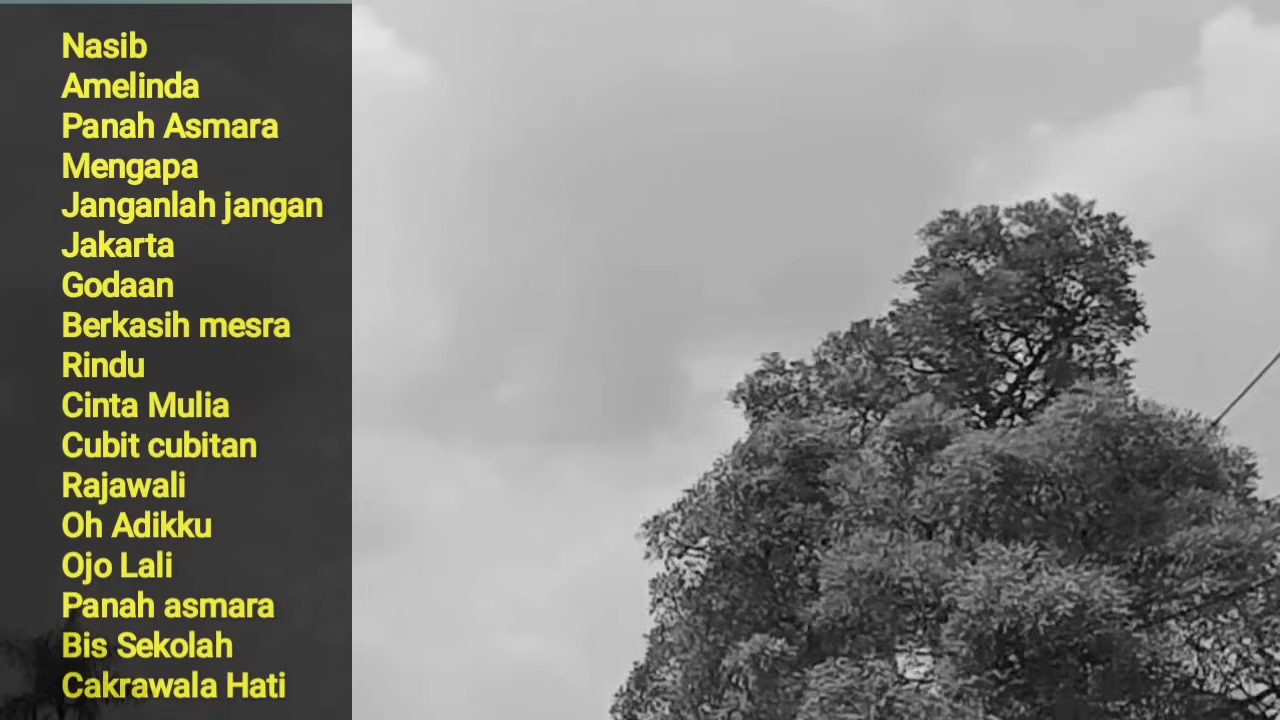 Nasib
Amelinda
Panah Asmara
Mengapa
Janganlah jangan
Jakarta
Godaan
Berkasih mesra
Rindu
Cinta Mulia
Cubit cubitan
Rajawali
Oh Adikku
Ojo Lali
Panah asmara
Bis Sekolah
Cakrawala Hati